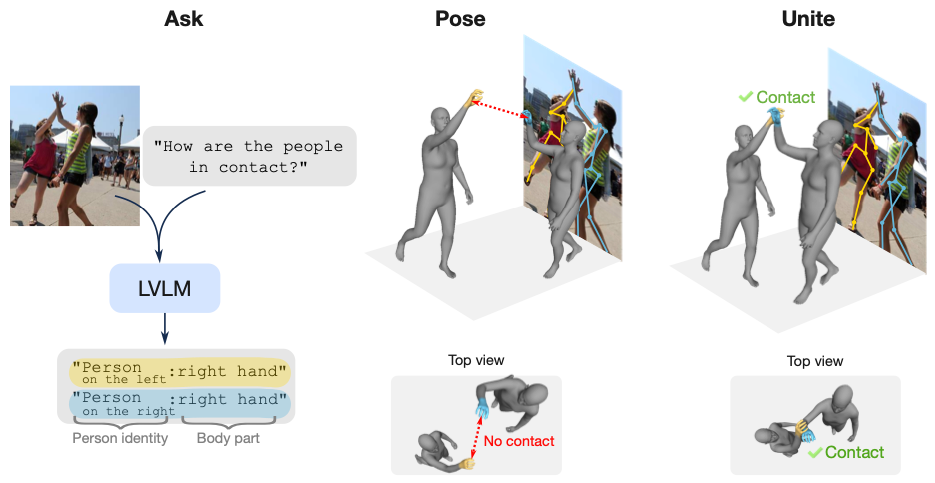 Ask
Pose
Unite
"How are the people
in contact?"
LVLM
"Person :right hand"
on the left
"Person :right hand"
on the right
Person identity
Body part
Top view
No contact
Contact
Top view
Contact